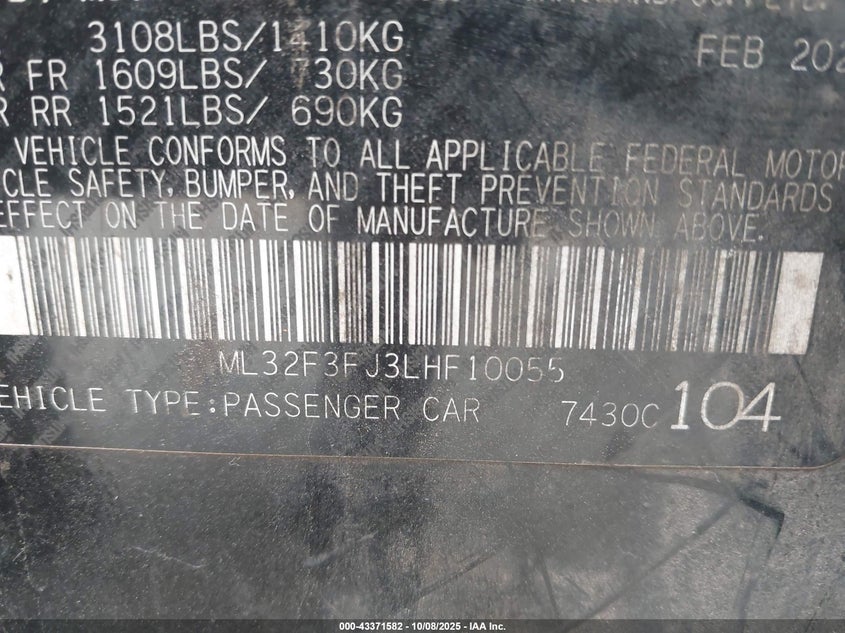 3108LBS/1410KG
FEB 202
R FR 1609LBS/ 730KG
R RR 1521LBS/ 690KG
VEHICLE CONFORMS TO ALL APPLICABLE FEDERAL MOTOR
CLE SAFETY, BUMPER, AND THEFT PREVENTION STANDARDS
EFFECT ON THE DATE OF MANUFACTURE SHOWN ABOVE.
ML32F3FJ3LHF10055
EHICLE TYPE:PASSENGER CAR 7430C 104
000-43371582 - 10/08/2025 - IAA Inc.